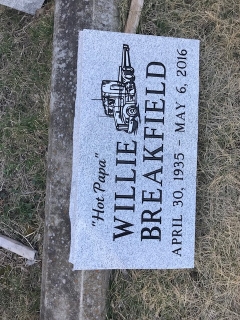 "Hot Papa"
WILLIE
BREAKFIELD
APRIL 30, 1935 - MAY 6, 2016